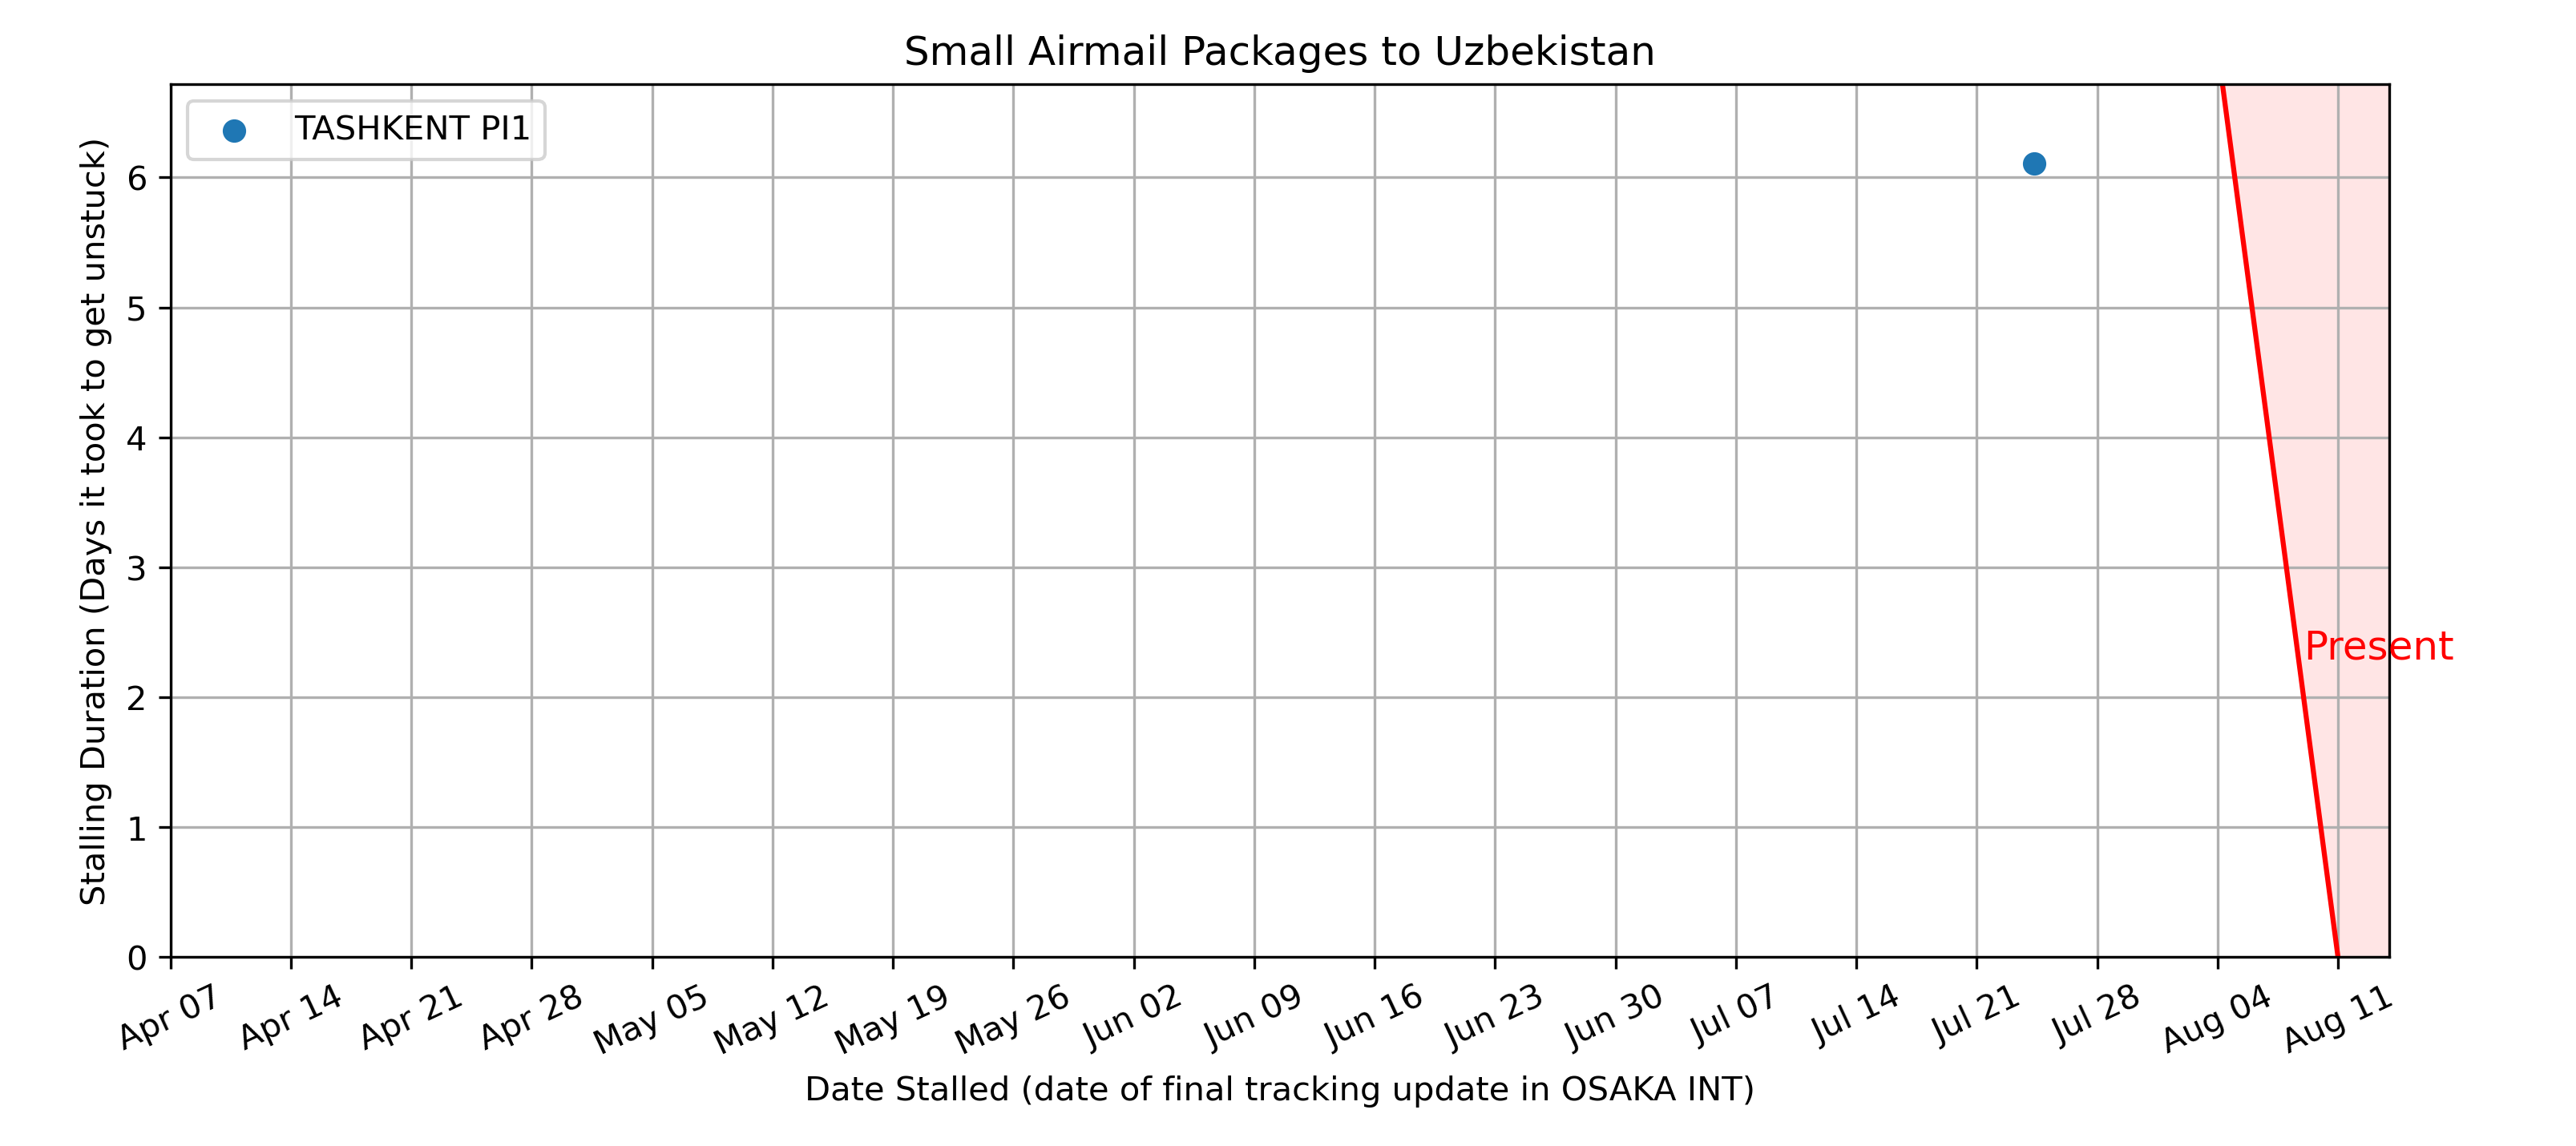 Small Airmail Packages to Uzbekistan
TASHKENT PI1
Stalling Duration (Days it took to get unstuck)
6
5
4
3
2
1
0
Present
Apr 07
Apr 14
Apr 21
Apr 28
May 05
May 12
May 19
May 26
Jun 02
Jun 09
Jun 16
Jun 23
Jun 30
Jul 07
Jul 14
Jul 21
Jul 28
Aug 04
Aug 11
Date Stalled (date of final tracking update in OSAKA INT)